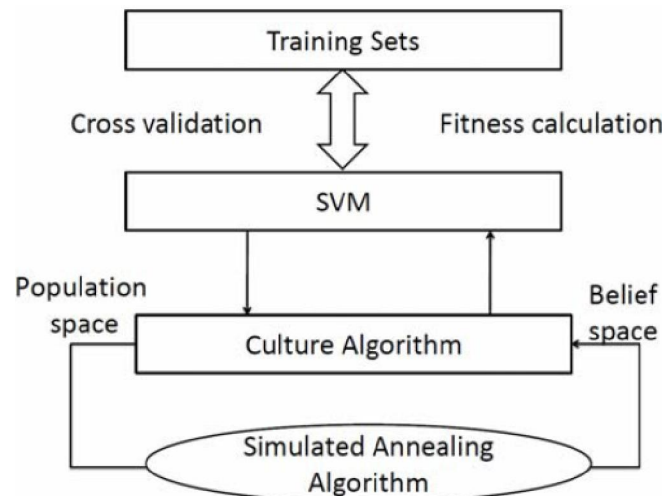 Training Sets
Cross validation
Fitness calculation
SVM
Population
space
Belief
space
Culture Algorithm
Simulated Annealing
Algorithm